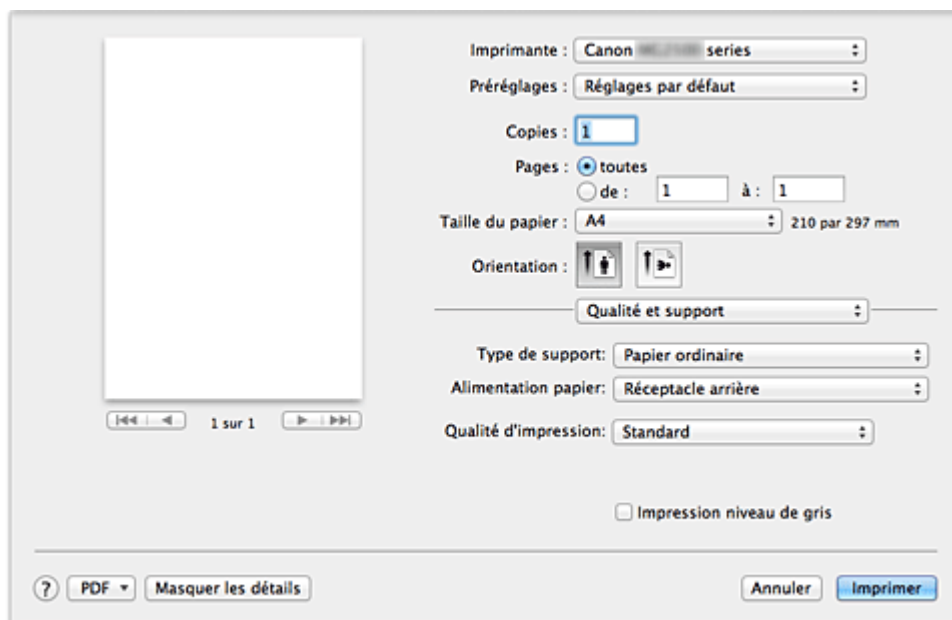 Imprimante : Canon series
Préréglages : Réglages par défaut
Copies : 1
Pages : toutes
de : 1 à : 1
Taille du papier : A4 210 par 297 mm
Orientation :
Qualité et support
Type de support: Papier ordinaire
Alimentation papier: Réceptacle arrière
1 sur 1
Qualité d'impression: Standard
Impression niveau de gris
? PDF Masquer les détails Annuler Imprimer